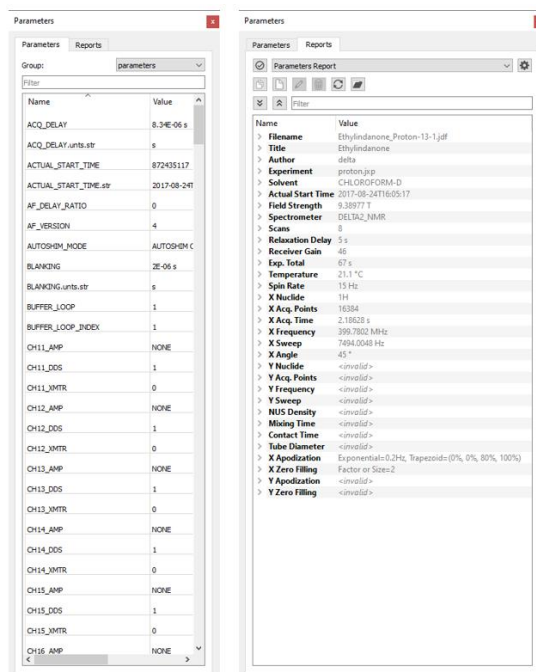 Parameters
x
Parameters Reports
Group: parameters
Filter
Name Value
ACQ_DELAY 8.34E-06 s
ACQ_DELAY.unts.str s
ACTUAL_START_TIME 872435117
ACTUAL_START_TIME.str 2017-08-24T
AF_DELAY_RATIO 0
AF_VERSION 4
AUTOSHIM_MODE AUTOSHIM C
BLANKING 2E-06 s
BLANKING.unts.str s
BUFFER_LOOP 1
BUFFER_LOOP_INDEX 1
CH11_AMP NONE
CH11_DDS 1
CH11_XMTR 0
CH12_AMP NONE
CH12_DDS 1
CH12_XMTR 0
CH13_AMP NONE
CH13_DDS 1
CH13_XMTR 0
CH14_AMP NONE
CH14_DDS 1
CH14_XMTR 0
CH15_AMP NONE
CH15_DDS 1
CH15_XMTR 0
CH16_AMP NONE
Parameters
Parameters Reports
Parameters Report
Filter
Name Value
Filename Ethylindanone_Proton-13-1.jdf
Title Ethylindanone
Author delta
Experiment proton.jxp
Solvent CHLOROFORM-D
Actual Start Time 2017-08-24T16:05:17
Field Strength 9.38977 T
Spectrometer DELTA2_NMR
Scans 8
Relaxation Delay 5 s
Receiver Gain 46
Exp. Total 67 s
Temperature 21.1 °C
Spin Rate 15 Hz
X Nuclide 1H
X Acq. Points 16384
X Acq. Time 2.18628 s
X Frequency 399.7802 MHz
X Sweep 7494.0048 Hz
X Angle 45 °
Y Nuclide <invalid>
Y Acq. Points <invalid>
Y Frequency <invalid>
Y Sweep <invalid>
NUS Density <invalid>
Mixing Time <invalid>
Contact Time <invalid>
Tube Diameter <invalid>
X Apodization Exponential=0.2Hz, Trapezoid=(0%, 0%, 80%, 100%)
X Zero Filling Factor or Size=2
Y Apodization <invalid>
Y Zero Filling <invalid>